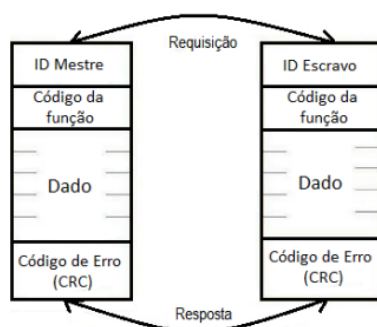 Requisição
ID Mestre
Código da
função
Dado
Código de Erro
(CRC)
ID Escravo
Código da
função
Dado
Código de Erro
(CRC)
Resposta